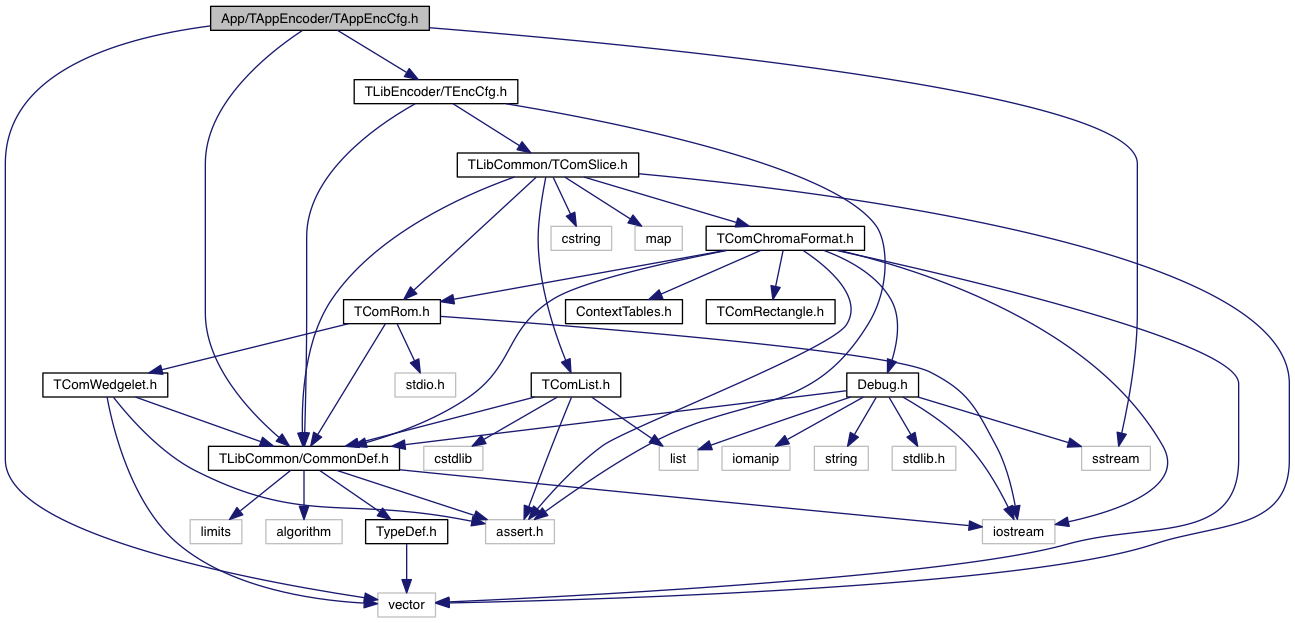 App/TAppEncoder/TAppEncCfg.h
TLibEncoder/TEncCfg.h
TLibCommon/TComSlice.h
cstring
map
TComChromaFormat.h
TComRom.h
ContextTables.h
TComRectangle.h
TComWedgelet.h
stdio.h
TComList.h
Debug.h
TLibCommon/CommonDef.h
cstdlib
list
iomanip
string
stdlib.h
sstream
limits
algorithm
TypeDef.h
assert.h
iostream
vector